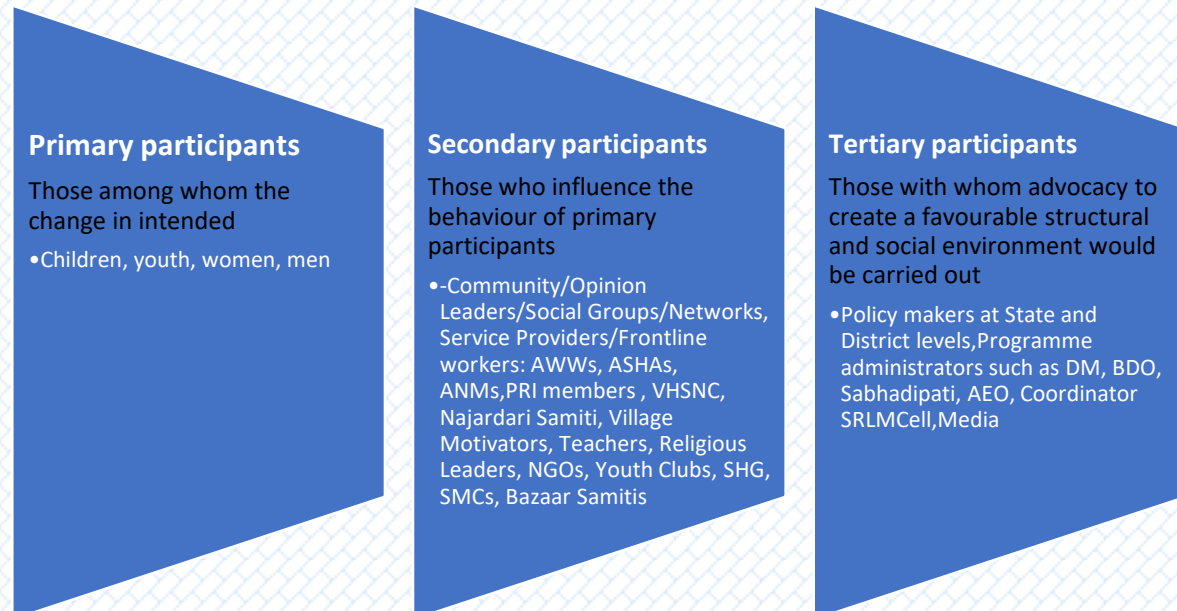 Primary participants
Those among whom the
change in intended
•Children, youth, women, men
Secondary participants
Those who influence the
behaviour of primary
participants
•-Community/Opinion
Leaders/Social Groups/Networks,
Service Providers/Frontline
workers: AWWs, ASHAs,
ANMs,PRI members , VHSNC,
Najardari Samiti, Village
Motivators, Teachers, Religious
Leaders, NGOs, Youth Clubs, SHG,
SMCs, Bazaar Samitis
Tertiary participants
Those with whom advocacy to
create a favourable structural
and social environment would
be carried out
•Policy makers at State and
District levels,Programme
administrators such as DM, BDO,
Sabhadipati, AEO, Coordinator
SRLMCell,Media